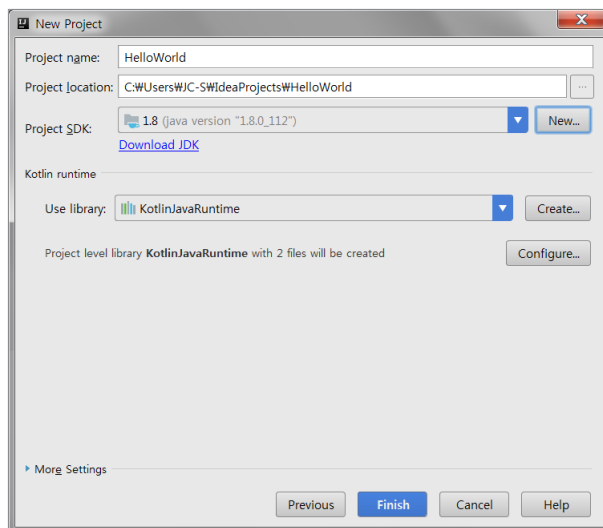 New Project
Project name: HelloWorld
Project location: C:₩Users₩JC-S₩IdeaProjects₩HelloWorld ...
Project SDK: 1.8 (java version "1.8.0_112") New...
Download JDK
Kotlin runtime
Use library: KotlinJavaRuntime Create...
Project level library KotlinJavaRuntime with 2 files will be created Configure...
More Settings
Previous Finish Cancel Help